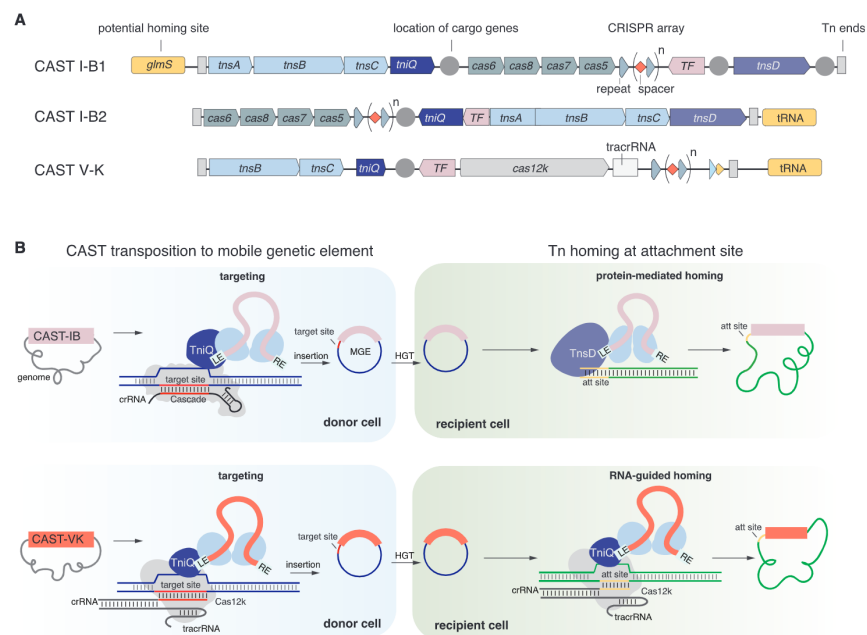 A
potential homing site
location of cargo genes
CRISPR array
Tn ends
CAST I-B1
glmS
tnsA
tnsB
tnsC
tniQ
cas6
cas8
cas7
cas5
n
TF
tnsD
repeat
spacer
CAST I-B2
cas6
cas8
cas7
cas5
n
tniQ
TF
tnsA
tnsB
tnsC
tnsD
tRNA
CAST V-K
tnsB
tnsC
tniQ
TF
cas12k
tracrRNA
n
tRNA
B
CAST transposition to mobile genetic element
Tn homing at attachment site
targeting
protein-mediated homing
CAST-IB
genome
TniQ
LE
RE
target site
crRNA
Cascade
insertion
target site
MGE
donor cell
HGT
recipient cell
TnsD
LE
RE
att site
att site
targeting
RNA-guided homing
CAST-VK
TniQ
LE
RE
target site
Cas12k
crRNA
tracrRNA
insertion
target site
donor cell
HGT
recipient cell
TniQ
LE
RE
att site
Cas12k
crRNA
tracrRNA
att site